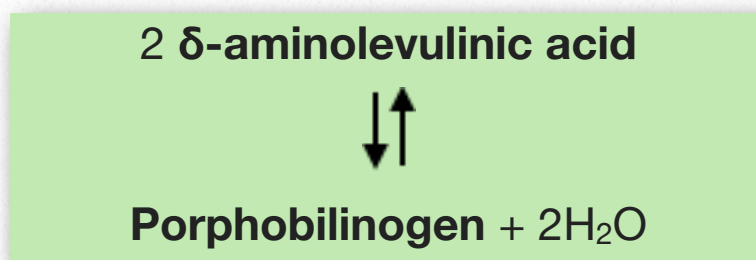 2 δ-aminolevulinic acid
Porphobilinogen + 2H₂O